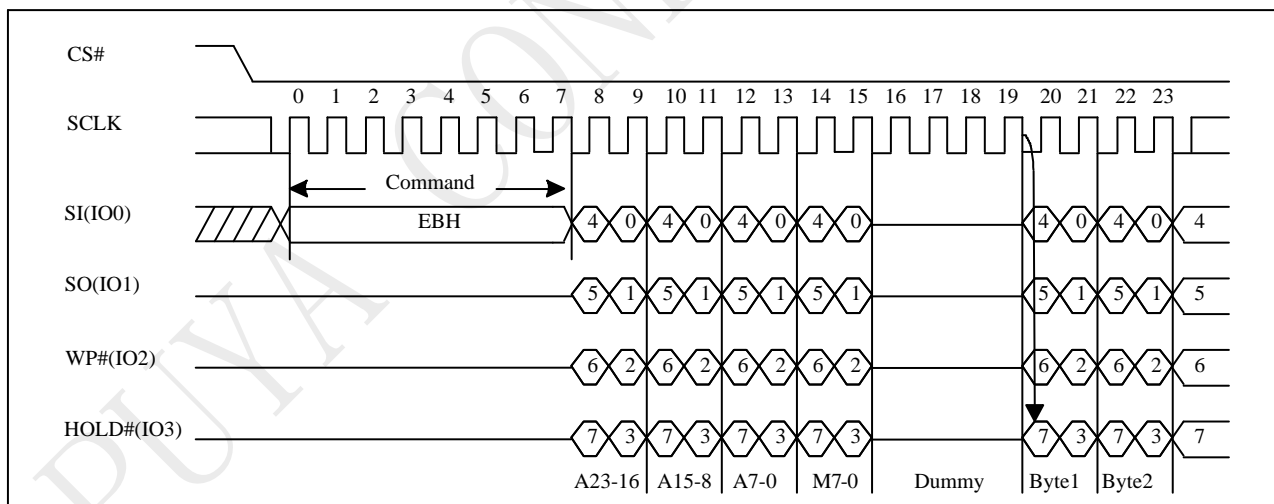 CS#
0 1 2 3 4 5 6 7 8 9 10 11 12 13 14 15 16 17 18 19 20 21 22 23
SCLK
Command
SI(IO0) EBH 4 0 4 0 4 0 4 0 4 0 4 0 4
SO(IO1) 5 1 5 1 5 1 5 1 5 1 5 1 5
WP#(IO2) 6 2 6 2 6 2 6 2 6 2 6 2 6
HOLD#(IO3) 7 3 7 3 7 3 7 3 7 3 7 3 7
A23-16 A15-8 A7-0 M7-0 Dummy Byte1 Byte2
PUYA CON